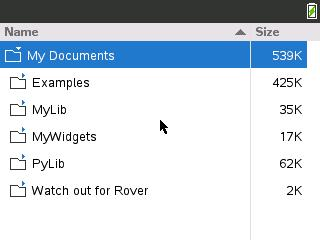 Name Size
My Documents 539K
Examples 425K
MyLib 35K
MyWidgets 17K
PyLib 62K
Watch out for Rover 2K